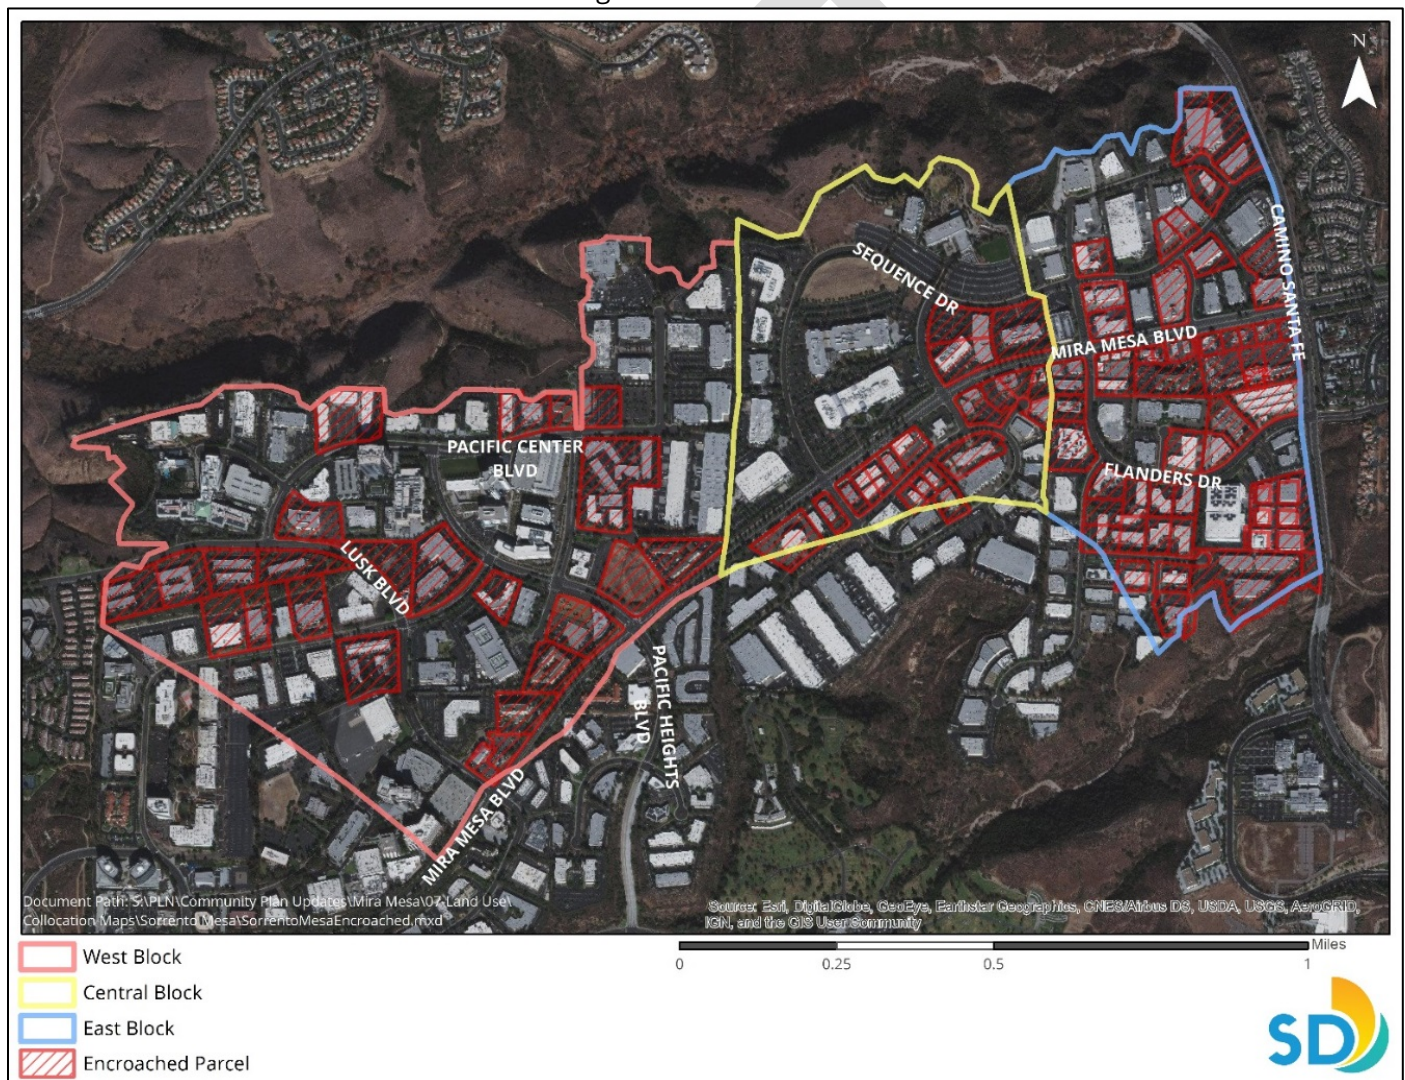 N
SEQUENCE DR
CAMINO SANTA FE
MIRA MESA BLVD
PACIFIC CENTER
BLVD
FLANDERS DR
LUSK BLVD
PACIFIC HEIGHTS
BLVD
MIRA MESA BLVD
Document Path: S:\PLN\Community Plan Updates\Mira Mesa\07 Land Use\
Collocation Maps\Sorrento Mesa\SorrentoMesaEncroached.mxd
Source: Esri, DigitalGlobe, GeoEye, Earthstar Geographics, CNES/Airbus DS, USDA, USGS, AeroGRID,
IGN, and the GIS User Community
West Block
Central Block
East Block
Encroached Parcel
Miles
0 0.25 0.5 1
SD